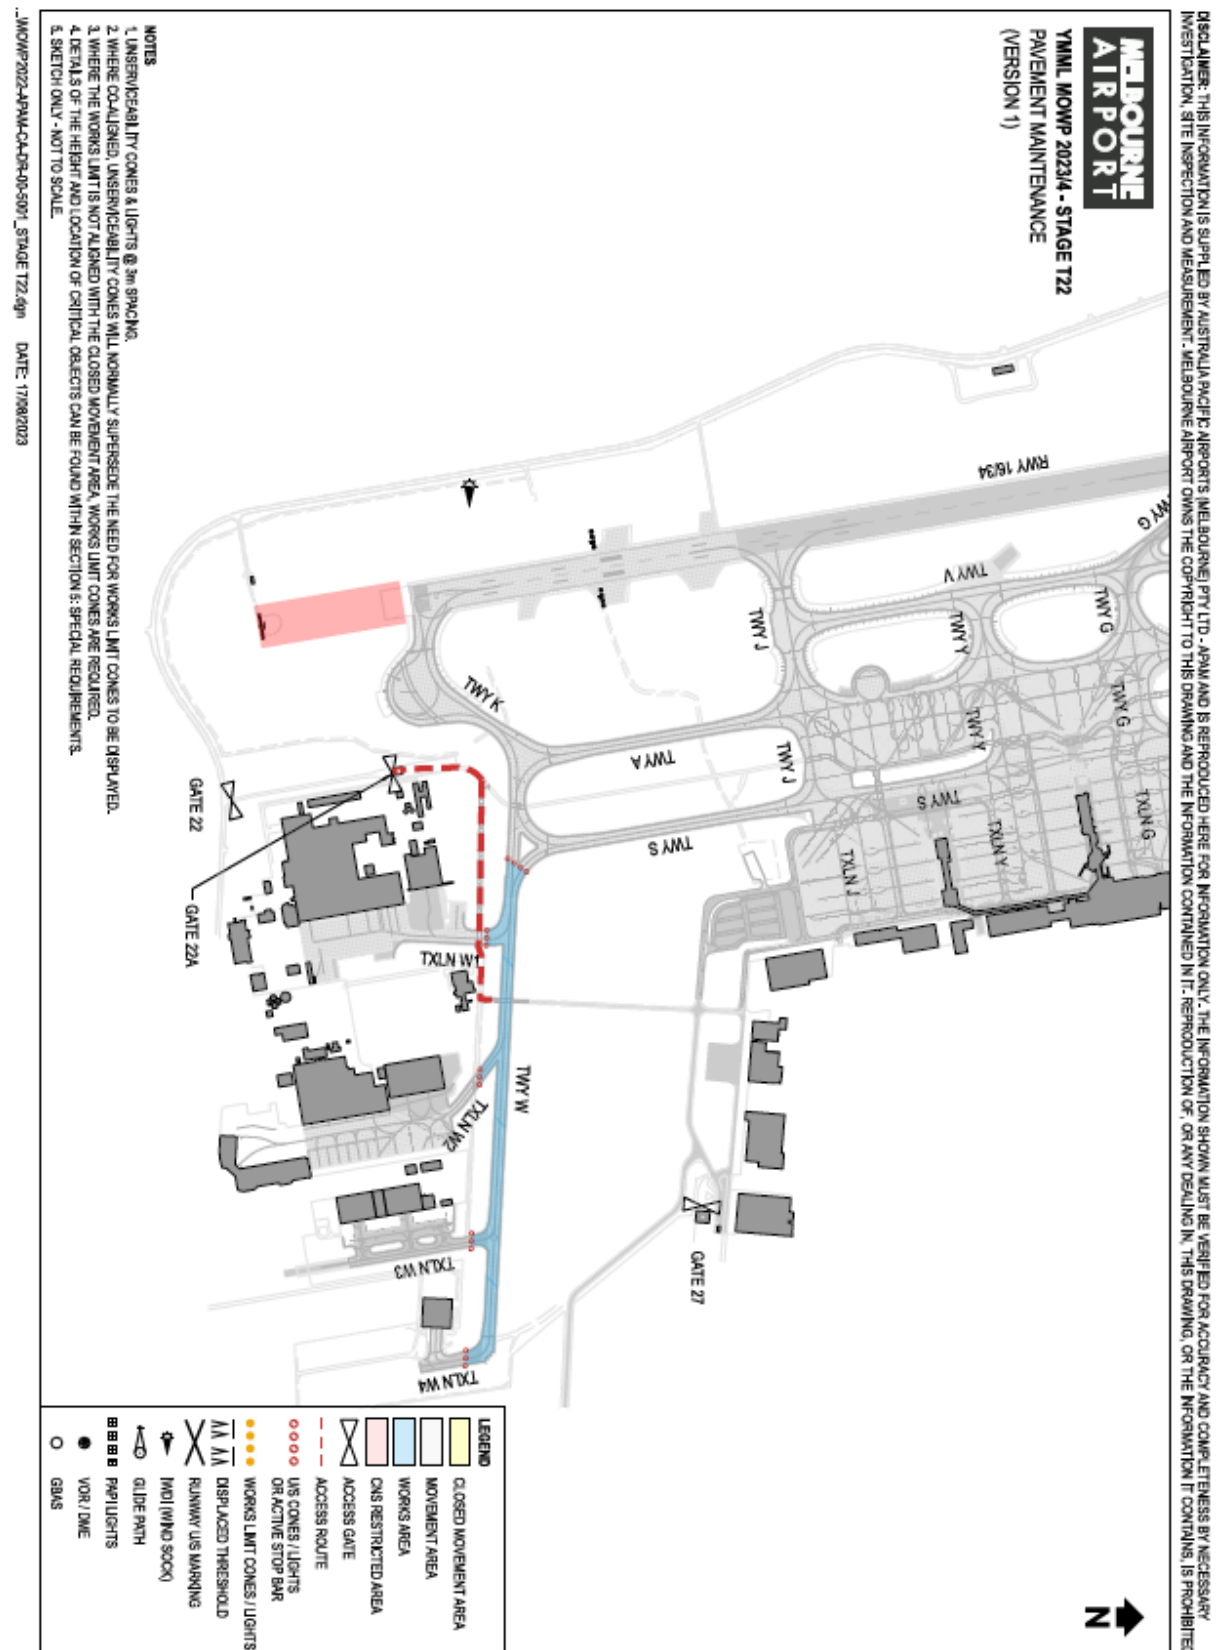 DISCLAIMER: THIS INFORMATION IS SUPPLIED BY AUSTRALIA PACIFIC AIRPORTS (MELBOURNE) PTY LTD - APAM AND IS REPRODUCED HERE FOR INFORMATION ONLY. THE INFORMATION SHOWN MUST BE VERIFIED FOR ACCURACY AND COMPLETENESS BY NECESSARY
INVESTIGATION, SITE INSPECTION AND MEASUREMENT. MELBOURNE AIRPORT OWNS THE COPYRIGHT TO THIS DRAWING AND THE INFORMATION CONTAINED IN IT- REPRODUCTION OF, OR ANY DEALING IN, THIS DRAWING, OR THE INFORMATION IT CONTAINS, IS PROHIBITE
MELBOURNE
AIRPORT
YMML MOWP 2023/4 - STAGE T22
PAVEMENT MAINTENANCE
(VERSION 1)
N
RWY 16/34
TWY G
TWY V
TWY G
TWY J
TWY Y
TWY G
TWY K
TWY Y
TWY A
TWY J
TXLN G
TWY S
TXLN Y
TWY S
TXLN J
GATE 22
GATE 22A
TXLN W1
TWY W
TXLN W2
TXLN W3
TXLN W4
GATE 27
LEGEND
CLOSED MOVEMENT AREA
MOVEMENT AREA
WORKS AREA
CNS RESTRICTED AREA
ACCESS GATE
ACCESS ROUTE
U/S CONES / LIGHTS
OR ACTIVE STOP BAR
WORKS LIMIT CONES / LIGHTS
DISPLACED THRESHOLD
RUNWAY U/S MARKING
IWDI (WIND SOCK)
GLIDE PATH
PAPI LIGHTS
VOR / DME
GBAS
NOTES
1. UNSERVICEABILITY CONES & LIGHTS @ 3m SPACING.
2. WHERE CO-ALIGNED, UNSERVICEABILITY CONES WILL NORMALLY SUPERSEDE THE NEED FOR WORKS LIMIT CONES TO BE DISPLAYED.
3. WHERE THE WORKS LIMIT IS NOT ALIGNED WITH THE CLOSED MOVEMENT AREA, WORKS LIMIT CONES ARE REQUIRED.
4. DETAILS OF THE HEIGHT AND LOCATION OF CRITICAL OBJECTS CAN BE FOUND WITHIN SECTION 5: SPECIAL REQUIREMENTS.
5. SKETCH ONLY - NOT TO SCALE.
...\MOWP2022-APAM-CA-DR-00-5001_STAGE T22.dgn DATE: 17/08/2023